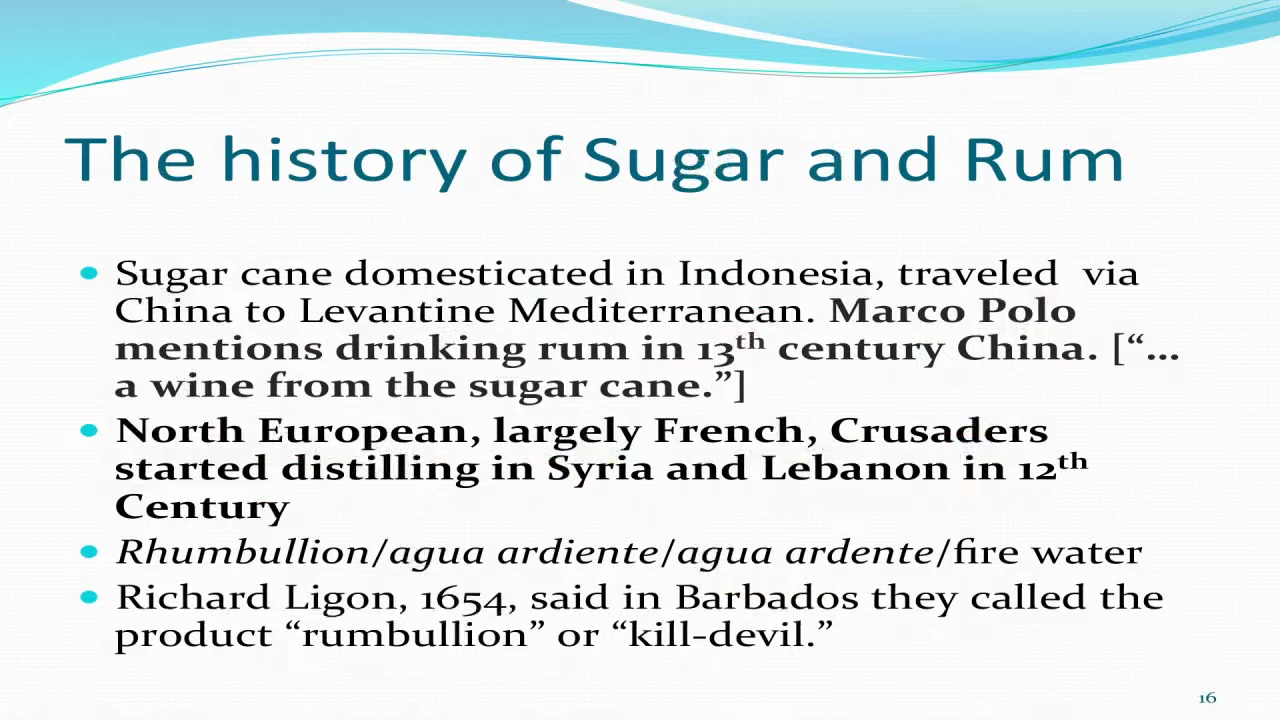 The history of Sugar and Rum
• Sugar cane domesticated in Indonesia, traveled via
China to Levantine Mediterranean. Marco Polo
mentions drinking rum in 13th century China. [“…
a wine from the sugar cane.”]
• North European, largely French, Crusaders
started distilling in Syria and Lebanon in 12th
Century
• Rhumbullion/agua ardiente/agua ardente/fire water
• Richard Ligon, 1654, said in Barbados they called the
product “rumbullion” or “kill-devil.”
16